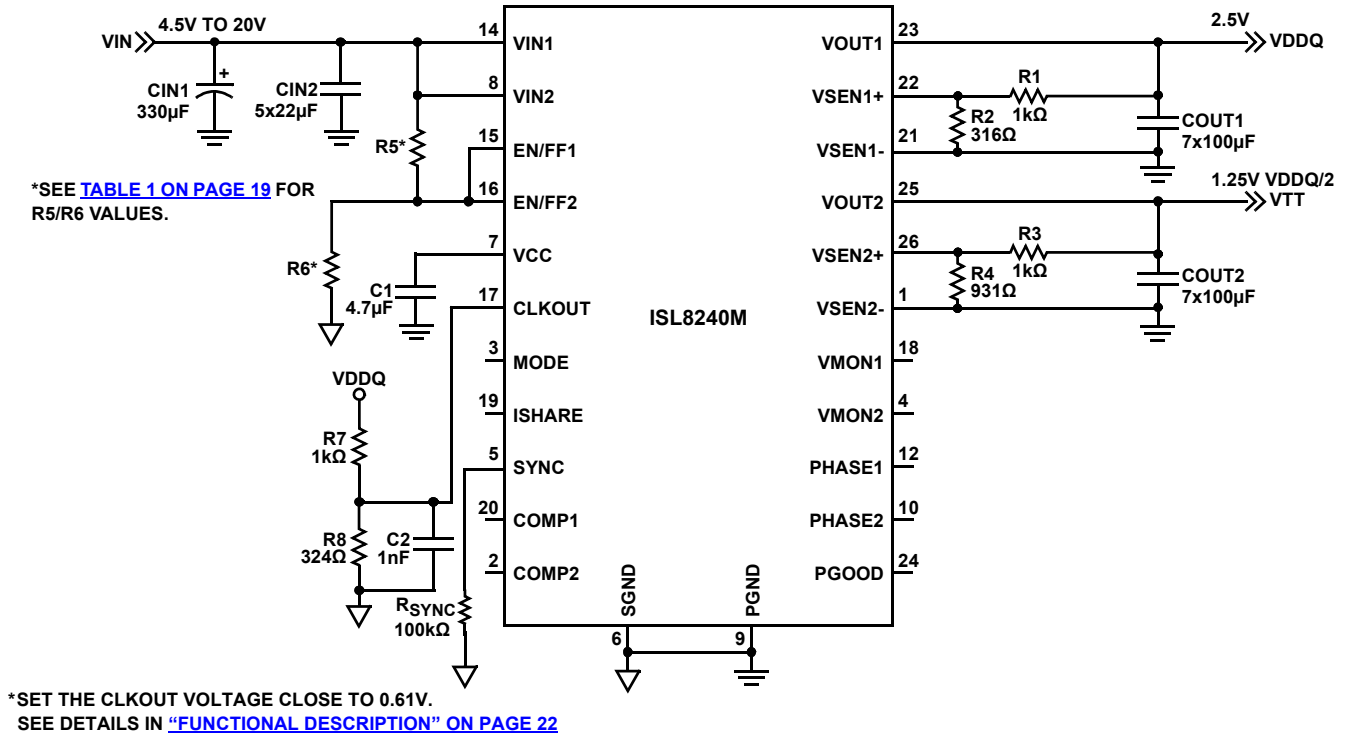 4.5V TO 20V
VIN
CIN1
330µF
+
CIN2
5x22µF
R5*
*SEE TABLE 1 ON PAGE 19 FOR
R5/R6 VALUES.
R6*
C1
4.7µF
VDDQ
R7
1kΩ
R8
324Ω
C2
1nF
RSYNC
100kΩ
14 VIN1
8 VIN2
15 EN/FF1
16 EN/FF2
7 VCC
17 CLKOUT
3 MODE
19 ISHARE
5 SYNC
20 COMP1
2 COMP2
ISL8240M
SGND
6
PGND
9
VOUT1 23
VSEN1+ 22
VSEN1- 21
VOUT2 25
VSEN2+ 26
VSEN2- 1
VMON1 18
VMON2 4
PHASE1 12
PHASE2 10
PGOOD 24
2.5V
VDDQ
R1
1kΩ
R2
316Ω
COUT1
7x100µF
1.25V VDDQ/2
VTT
R3
1kΩ
R4
931Ω
COUT2
7x100µF
*SET THE CLKOUT VOLTAGE CLOSE TO 0.61V.
SEE DETAILS IN “FUNCTIONAL DESCRIPTION” ON PAGE 22